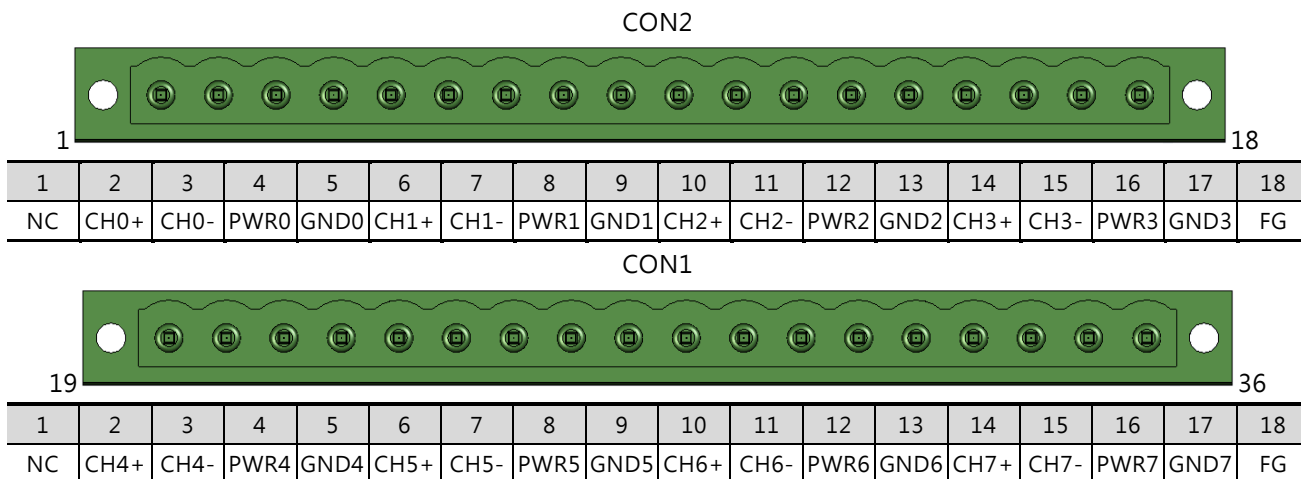 CON2
1 18
1 2 3 4 5 6 7 8 9 10 11 12 13 14 15 16 17 18
NC CH0+ CH0- PWR0 GND0 CH1+ CH1- PWR1 GND1 CH2+ CH2- PWR2 GND2 CH3+ CH3- PWR3 GND3 FG
CON1
19 36
1 2 3 4 5 6 7 8 9 10 11 12 13 14 15 16 17 18
NC CH4+ CH4- PWR4 GND4 CH5+ CH5- PWR5 GND5 CH6+ CH6- PWR6 GND6 CH7+ CH7- PWR7 GND7 FG